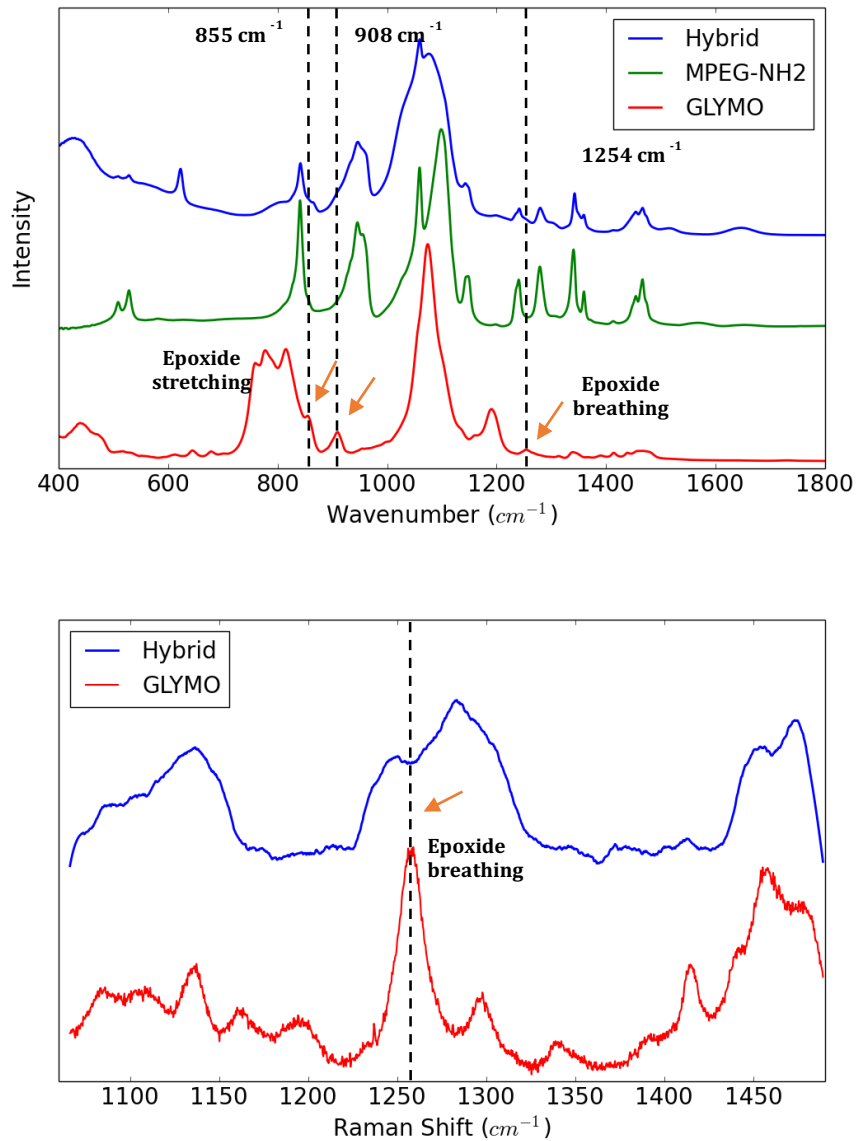 855 cm -1
908 cm -1
Hybrid
MPEG-NH2
GLYMO
1254 cm -1
Intensity
Epoxide
stretching
Epoxide
breathing
400 600 800 1000 1200 1400 1600 1800
Wavenumber (cm⁻¹)
Hybrid
GLYMO
Epoxide
breathing
1100 1150 1200 1250 1300 1350 1400 1450
Raman Shift (cm⁻¹)